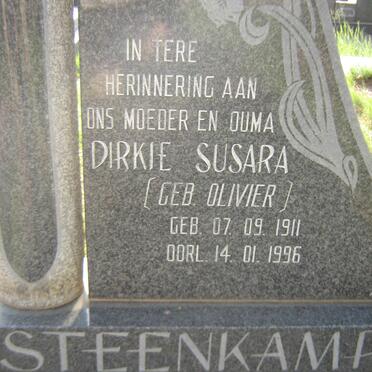 IN TERE
HERINNERING AAN
ONS MOEDER EN OUMA
DIRKIE SUSARA
(GEB. OLIVIER)
GEB. 07. 09. 1911
OORL. 14. 01. 1996
STEENKAMP